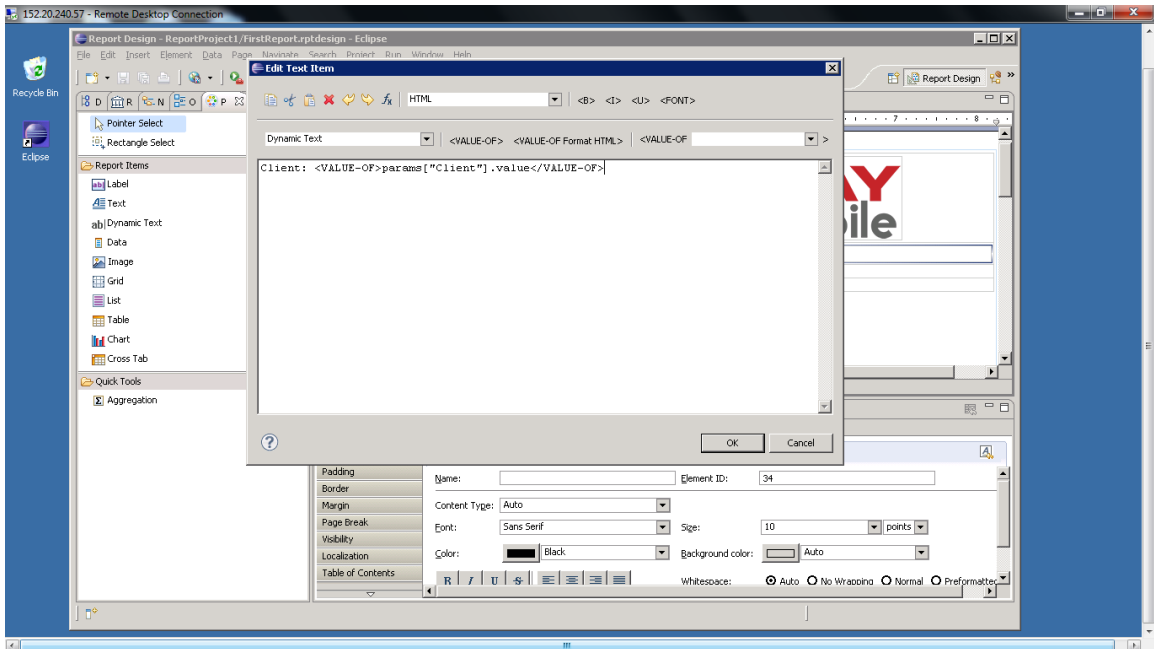 152.20.240.57 - Remote Desktop Connection
Recycle Bin
Eclipse
Report Design - ReportProject1/FirstReport.rptdesign - Eclipse
File Edit Insert Element Data Page Navigate Search Project Run Window Help
Report Design »
D R N O P
Pointer Select
Rectangle Select
Report Items
Label
Text
Dynamic Text
Data
Image
Grid
List
Table
Chart
Cross Tab
Quick Tools
Aggregation
Edit Text Item
HTML <B> <I> <U> <FONT>
Dynamic Text <VALUE-OF> <VALUE-OF Format HTML> <VALUE-OF >
Client: <VALUE-OF>params["Client"].value</VALUE-OF>
OK Cancel
7 8
AY
ile
Padding
Border
Margin
Page Break
Visibility
Localization
Table of Contents
Name: Element ID: 34
Content Type: Auto
Font: Sans Serif Size: 10 points
Color: Black Background color: Auto
B I U S Whitespace: Auto No Wrapping Normal Preformatted